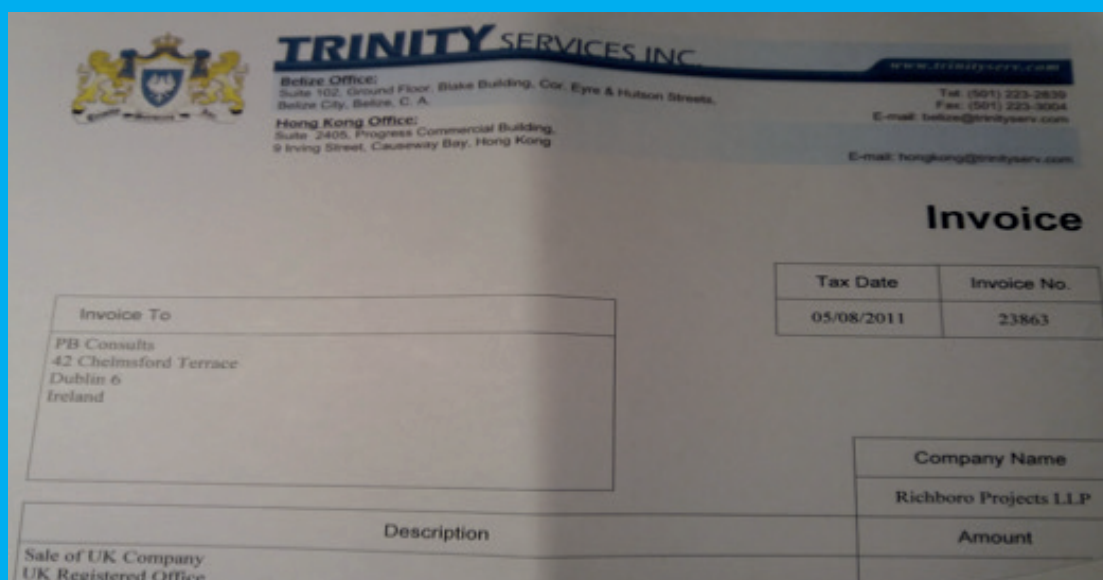 TRINITY SERVICES INC.
www.trinityserv.com
Belize Office:
Suite 102, Ground Floor, Blake Building, Cor. Eyre & Hutson Streets,
Belize City, Belize, C. A.
Tel: (501) 223-2639
Fax: (501) 223-3004
E-mail: belize@trinityserv.com
Hong Kong Office:
Suite 2405, Progress Commercial Building,
9 Irving Street, Causeway Bay, Hong Kong
E-mail: hongkong@trinityserv.com
Invoice
Tax Date
Invoice No.
05/08/2011
23863
Invoice To
PB Consults
42 Chelmsford Terrace
Dublin 6
Ireland
Company Name
Richboro Projects LLP
Description
Amount
Sale of UK Company
UK Registered Office